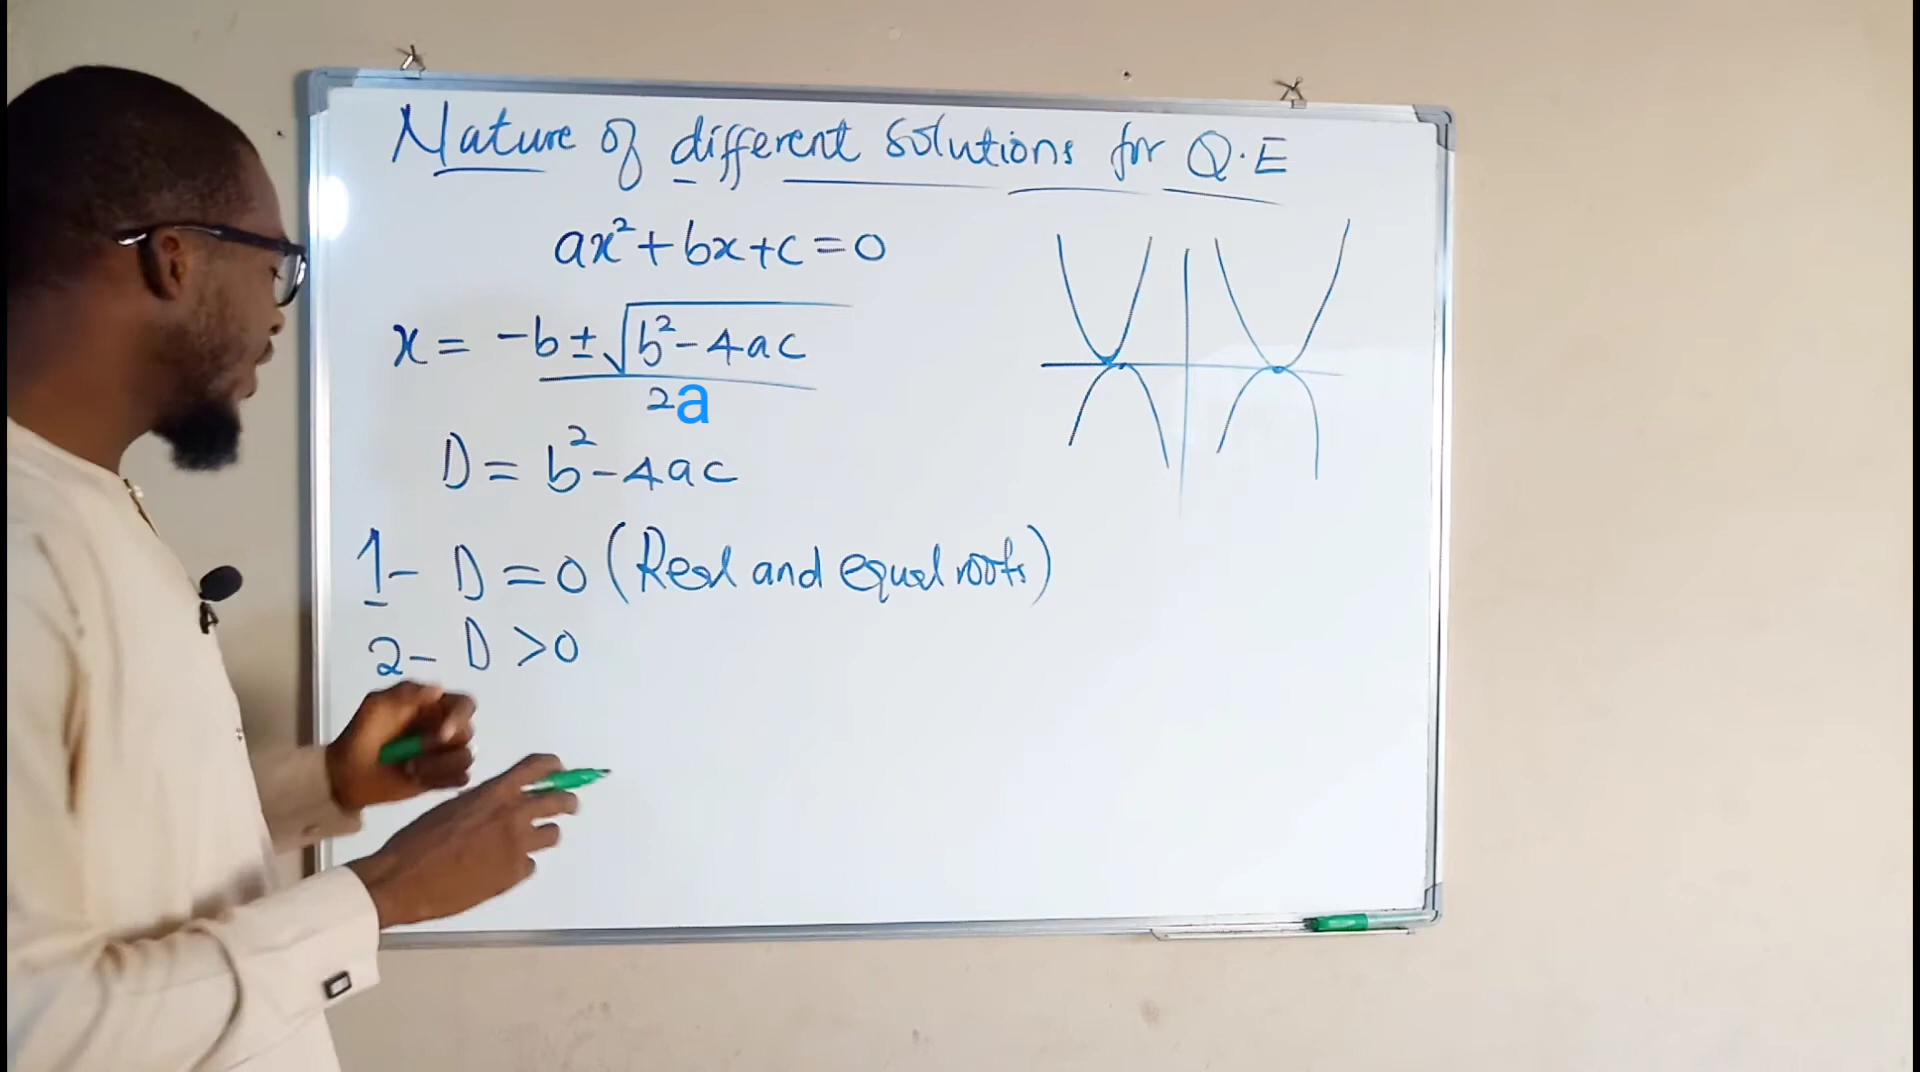 Nature of different solutions for Q.E
ax²+bx+c=0
x = -b±√b²-4ac
2a
D = b²-4ac
1- D=0 (Real and equal roots)
2- D >0